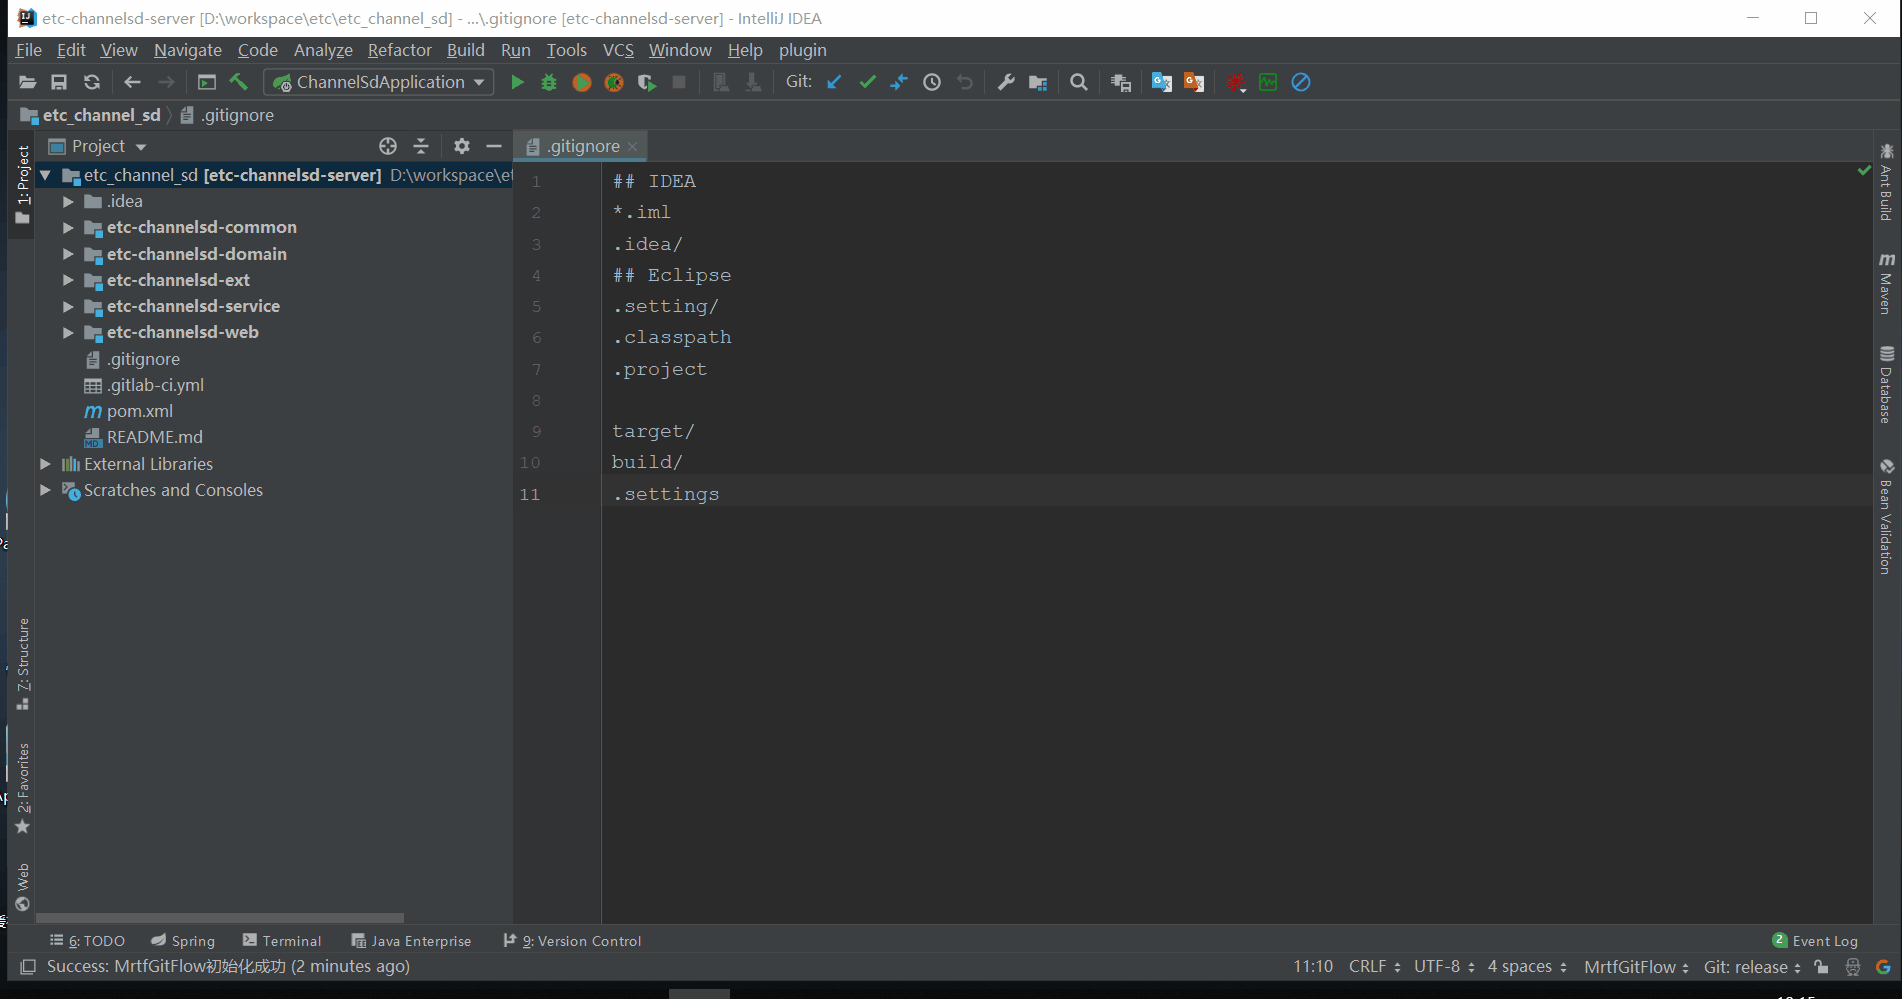 etc-channelsd-server [D:\workspace\etc\etc_channel_sd] - ...\.gitignore [etc-channelsd-server] - IntelliJ IDEA
File Edit View Navigate Code Analyze Refactor Build Run Tools VCS Window Help plugin
ChannelSdApplication Git:
etc_channel_sd .gitignore
Project
.gitignore
1: Project
etc_channel_sd [etc-channelsd-server] D:\workspace\et
.idea
etc-channelsd-common
etc-channelsd-domain
etc-channelsd-ext
etc-channelsd-service
etc-channelsd-web
.gitignore
.gitlab-ci.yml
pom.xml
README.md
External Libraries
Scratches and Consoles
7: Structure
2: Favorites
Web
1 ## IDEA
2 *.iml
3 .idea/
4 ## Eclipse
5 .setting/
6 .classpath
7 .project
8
9 target/
10 build/
11 .settings
Ant Build
Maven
Database
Bean Validation
6: TODO Spring Terminal Java Enterprise 9: Version Control 2 Event Log
Success: MrtfGitFlow初始化成功 (2 minutes ago) 11:10 CRLF UTF-8 4 spaces MrtfGitFlow Git: release